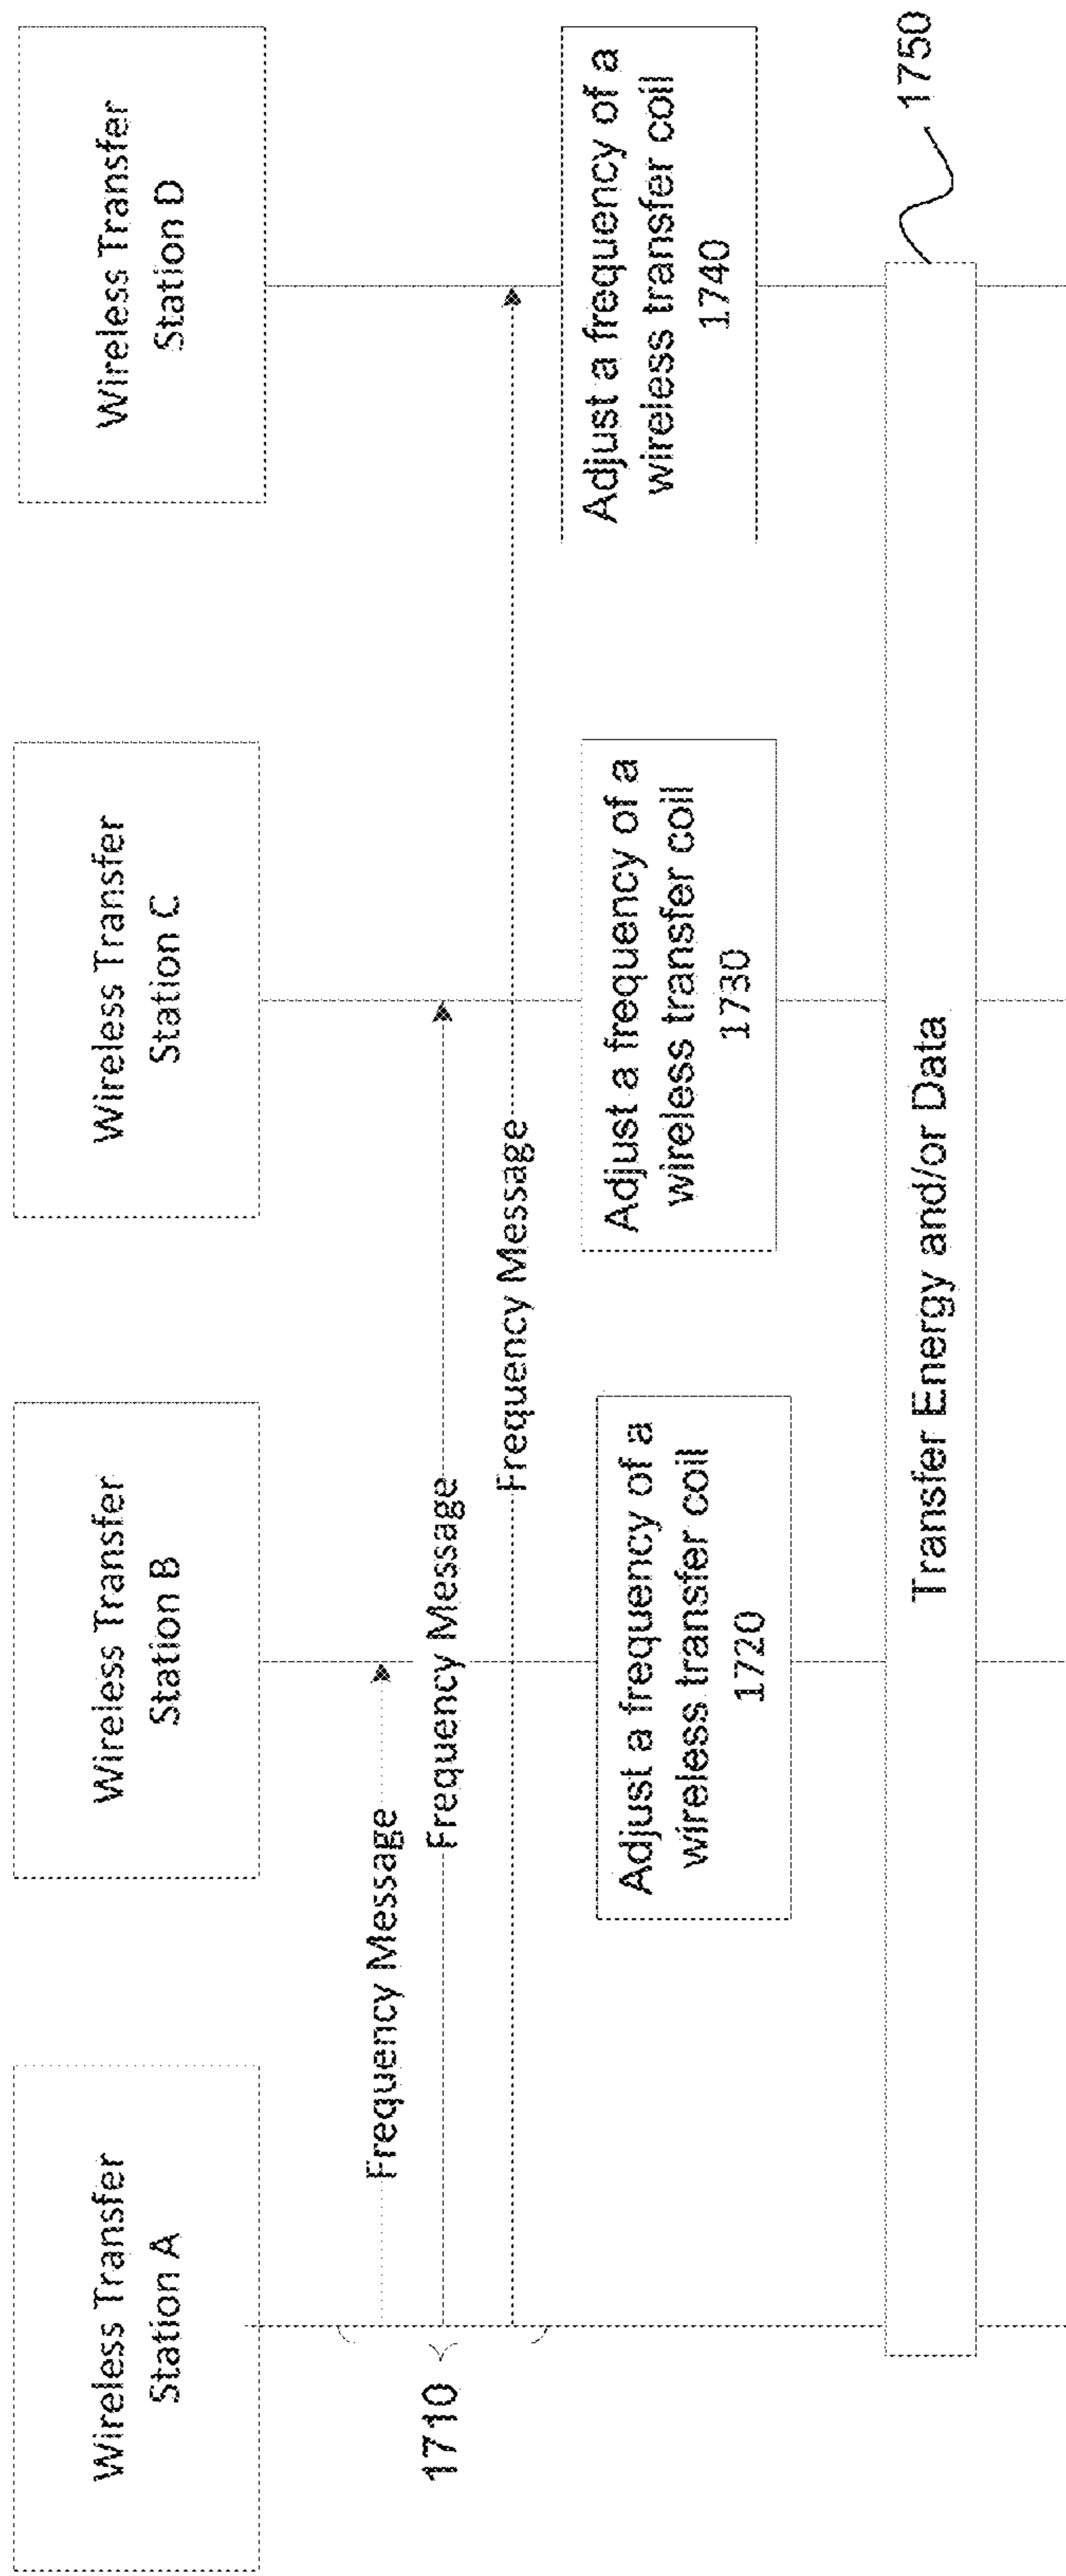 Wireless Transfer
Station A
Wireless Transfer
Station B
Wireless Transfer
Station C
Wireless Transfer
Station D
1710
Frequency Message
Frequency Message
Frequency Message
Adjust a frequency of a
wireless transfer coil
1720
Adjust a frequency of a
wireless transfer coil
1730
Adjust a frequency of a
wireless transfer coil
1740
Transfer Energy and/or Data
1750